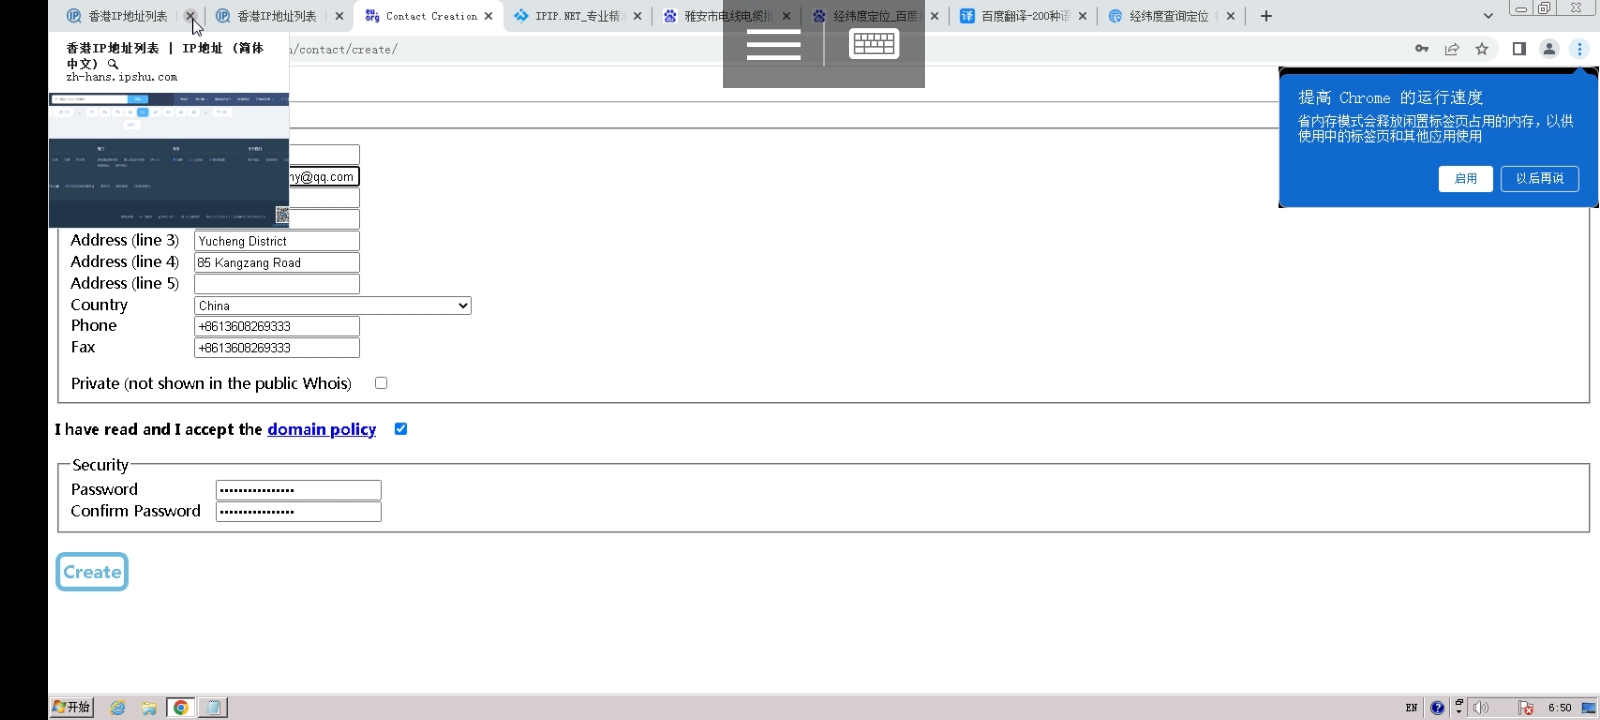 香港IP地址列表
香港IP地址列表
eu.org
Contact Creation
IPIP.NET_专业精
雅安市电线电缆
经纬度定位_百度
译
百度翻译-200种语
经纬度查询定位
香港IP地址列表 | IP地址 (简体中文) 🔍
zh-hans.ipshu.com
/contact/create/
提高 Chrome 的运行速度
省内存模式会释放闲置标签页占用的内存，以供
使用中的标签页和其他应用使用
启用
以后再说
ny@qq.com
Address (line 3)
Yucheng District
Address (line 4)
85 Kangzang Road
Address (line 5)
Country
China
Phone
+8613608269333
Fax
+8613608269333
Private (not shown in the public Whois)
I have read and I accept the domain policy
Security
Password
••••••••••••••••
Confirm Password
••••••••••••••••
Create
开始
EN
6:50